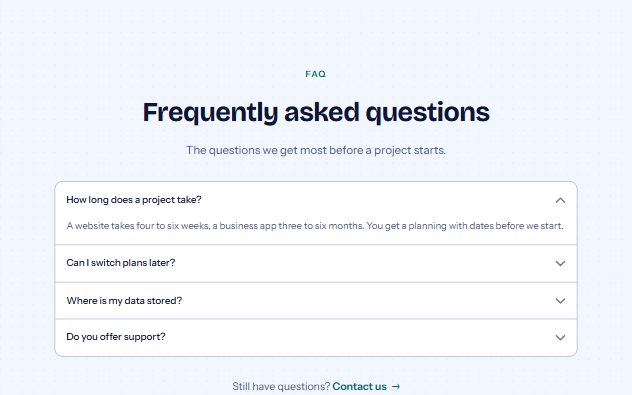 FAQ
Frequently asked questions
The questions we get most before a project starts.
How long does a project take?
A website takes four to six weeks, a business app three to six months. You get a planning with dates before we start.
Can I switch plans later?
Where is my data stored?
Do you offer support?
Still have questions? Contact us →